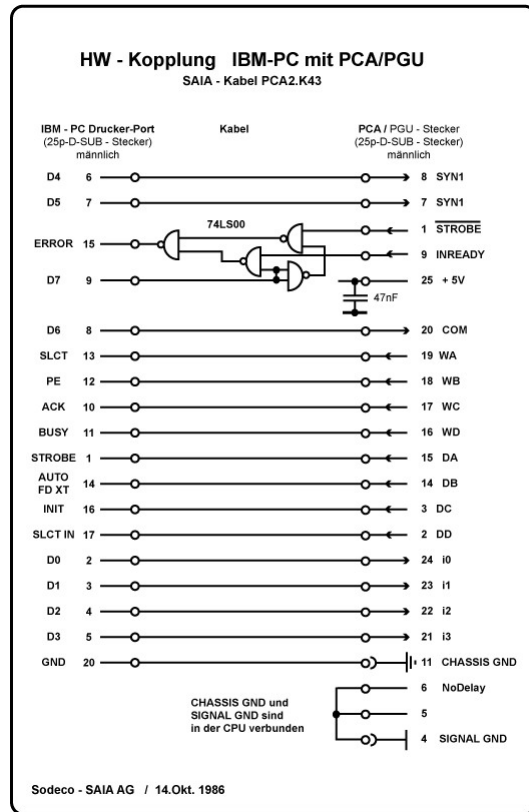 HW - Kopplung IBM-PC mit PCA/PGU
SAIA - Kabel PCA2.K43
IBM - PC Drucker-Port
(25p-D-SUB - Stecker)
männlich
Kabel
PCA / PGU - Stecker
(25p-D-SUB - Stecker)
männlich
D4 6 8 SYN1
D5 7 7 SYN1
74LS00
1 STROBE
ERROR 15 9 INREADY
D7 9 25 + 5V
47nF
D6 8 20 COM
SLCT 13 19 WA
PE 12 18 WB
ACK 10 17 WC
BUSY 11 16 WD
STROBE 1 15 DA
AUTO
FD XT 14 14 DB
INIT 16 3 DC
SLCT IN 17 2 DD
D0 2 24 i0
D1 3 23 i1
D2 4 22 i2
D3 5 21 i3
GND 20 11 CHASSIS GND
6 NoDelay
CHASSIS GND und
SIGNAL GND sind
in der CPU verbunden
5
4 SIGNAL GND
Sodeco - SAIA AG / 14.Okt. 1986